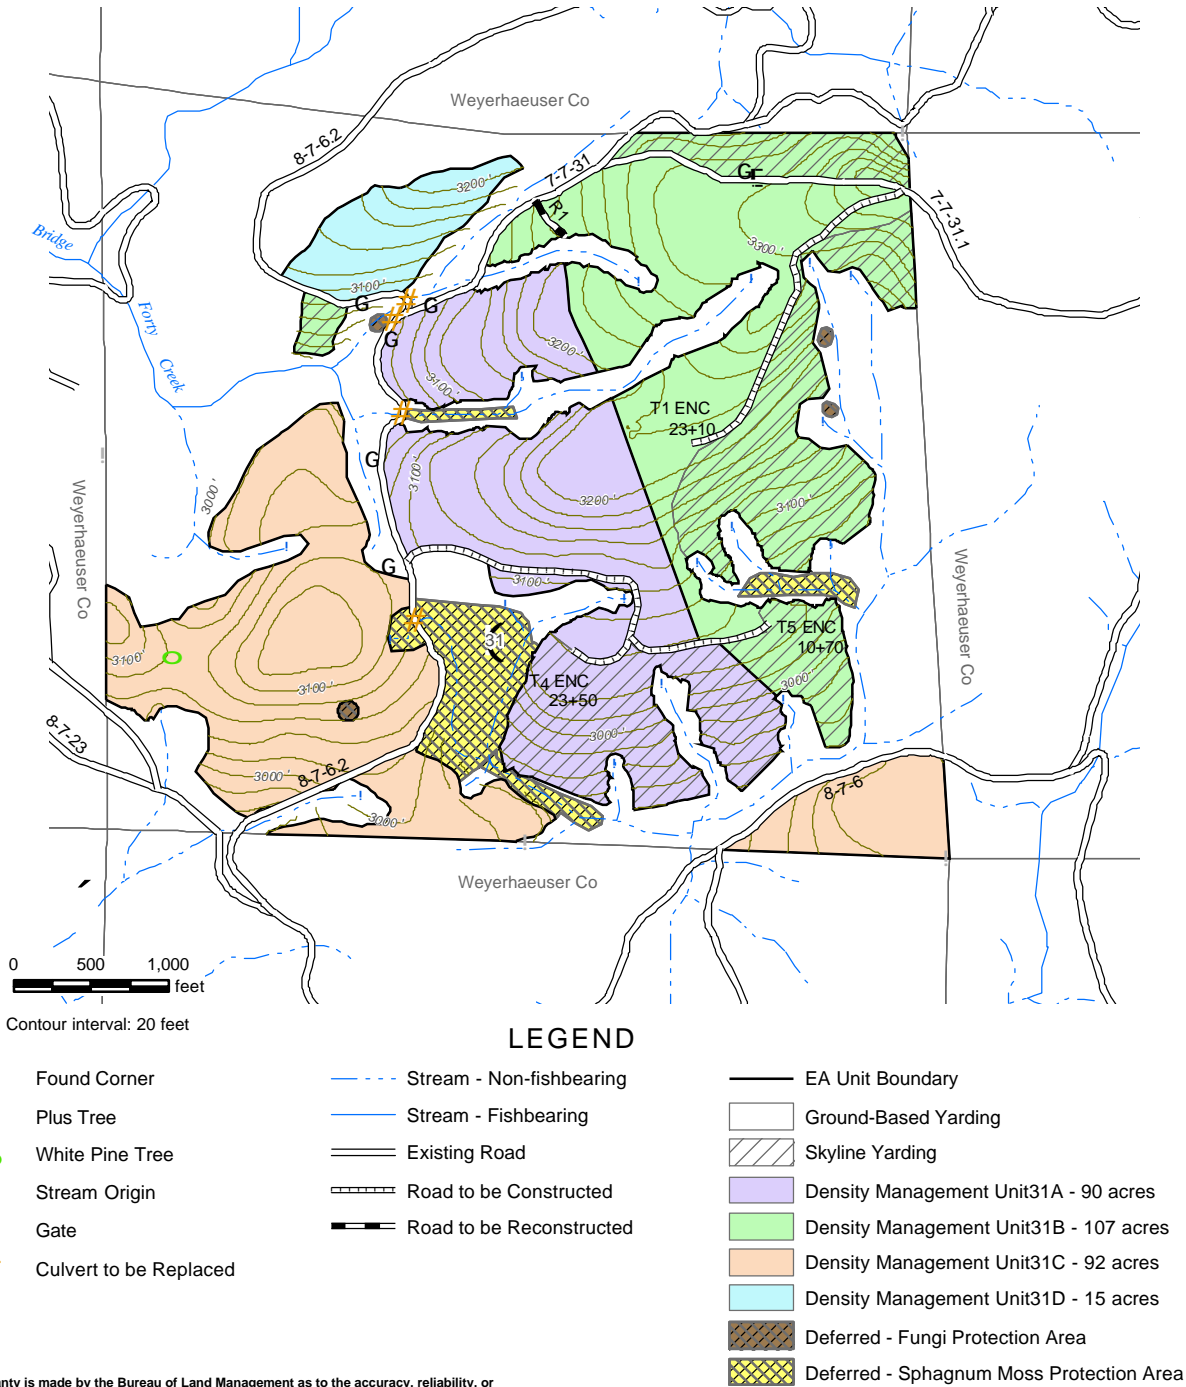 Weyerhaeuser Co
8-7-6.2
7-7-31
G
3200'
R1
7-7-31.1
Bridge
3300'
3100'
G
G
Forty
G
3200'
Creek
3100'
T1 ENC
23+10
G
3100'
3000'
3200'
3100'
Weyerhaeuser Co
Weyerhaeuser Co
G
3100'
31
T5 ENC
10+70
3100'
T4 ENC
23+50
3100'
3000'
3000'
8-7-23
3000'
8-7-6.2
8-7-6
3000'
Weyerhaeuser Co
0 500 1,000
feet
Contour interval: 20 feet
LEGEND
Found Corner
Plus Tree
White Pine Tree
Stream Origin
Gate
Culvert to be Replaced
Stream - Non-fishbearing
Stream - Fishbearing
Existing Road
Road to be Constructed
Road to be Reconstructed
EA Unit Boundary
Ground-Based Yarding
Skyline Yarding
Density Management Unit31A - 90 acres
Density Management Unit31B - 107 acres
Density Management Unit31C - 92 acres
Density Management Unit31D - 15 acres
Deferred - Fungi Protection Area
Deferred - Sphagnum Moss Protection Area
anty is made by the Bureau of Land Management as to the accuracy, reliability, or